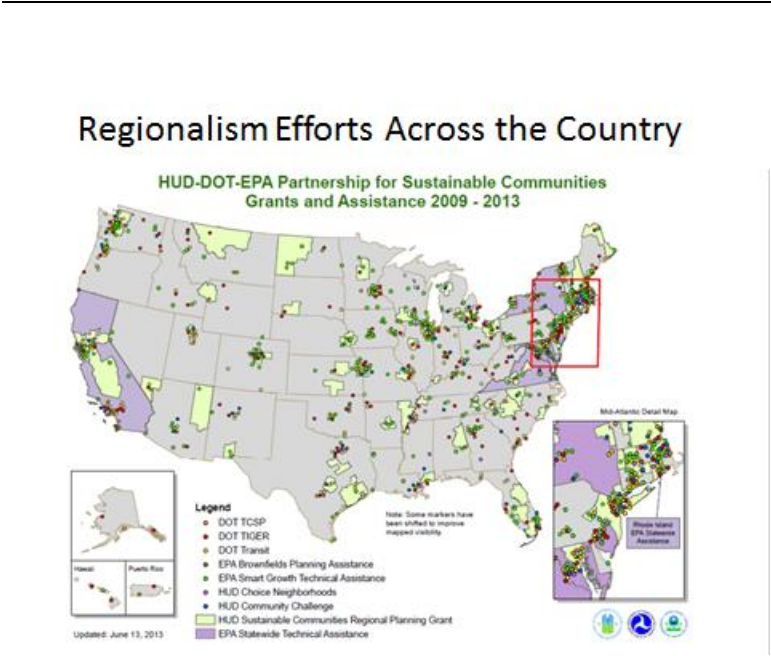 Regionalism Efforts Across the Country
HUD-DOT-EPA Partnership for Sustainable Communities
Grants and Assistance 2009 - 2013
Mid-Atlantic Detail Map
Rhode Island
EPA Statewide
Assistance
Hawaii
Puerto Rico
Legend
DOT TCSP
DOT TIGER
DOT Transit
EPA Brownfields Planning Assistance
EPA Smart Growth Technical Assistance
HUD Choice Neighborhoods
HUD Community Challenge
HUD Sustainable Communities Regional Planning Grant
EPA Statewide Technical Assistance
Note: Some markers have
been shifted to improve
mapped visibility.
Updated: June 13, 2013